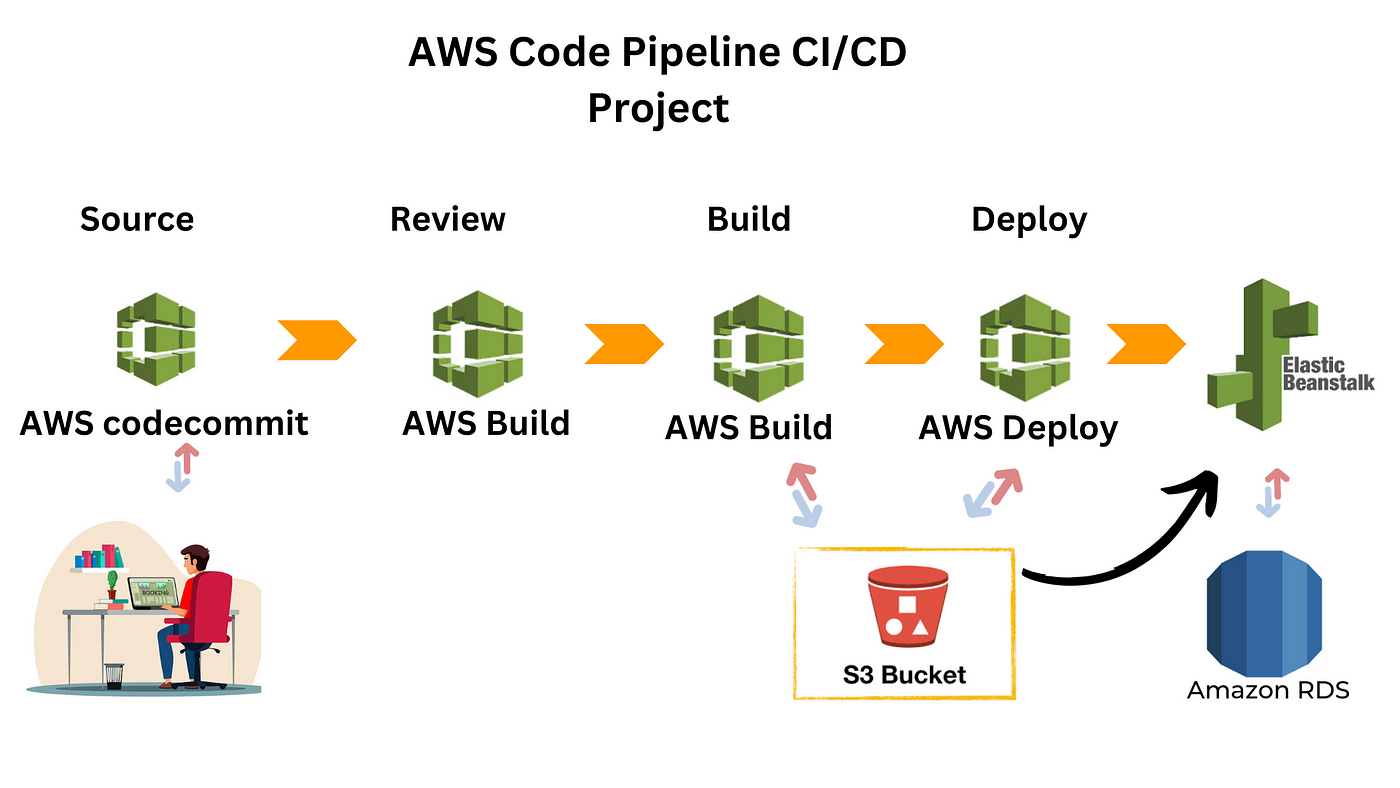 AWS Code Pipeline CI/CD
Project
Source
Review
Build
Deploy
Elastic
Beanstalk
AWS codecommit
AWS Build
AWS Build
AWS Deploy
BOOKING
S3 Bucket
Amazon RDS